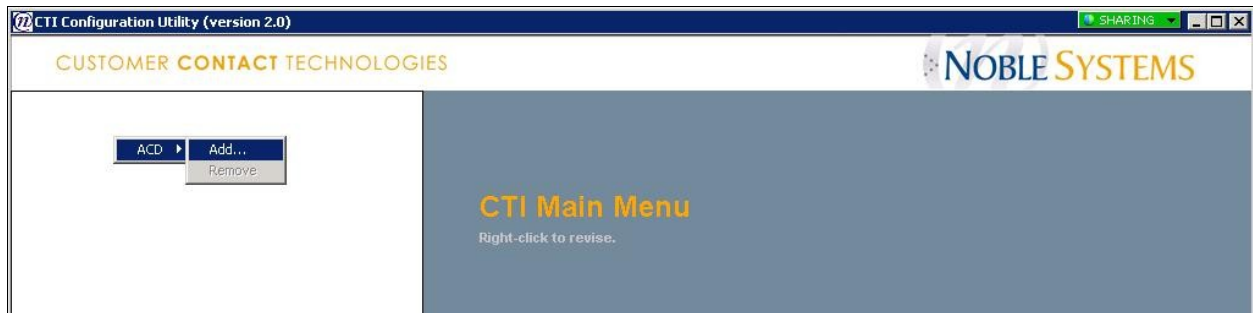 CTI Configuration Utility (version 2.0)
SHARING
CUSTOMER CONTACT TECHNOLOGIES
NOBLE SYSTEMS
ACD
Add...
Remove
CTI Main Menu
Right-click to revise.